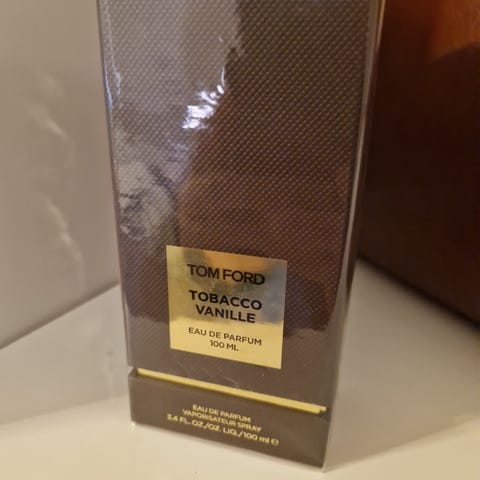 TOM FORD
TOBACCO
VANILLE
EAU DE PARFUM
100 ML
EAU DE PARFUM
VAPORISATEUR SPRAY
3.4 FL. OZ./OZ. LIQ./100 ml ℮